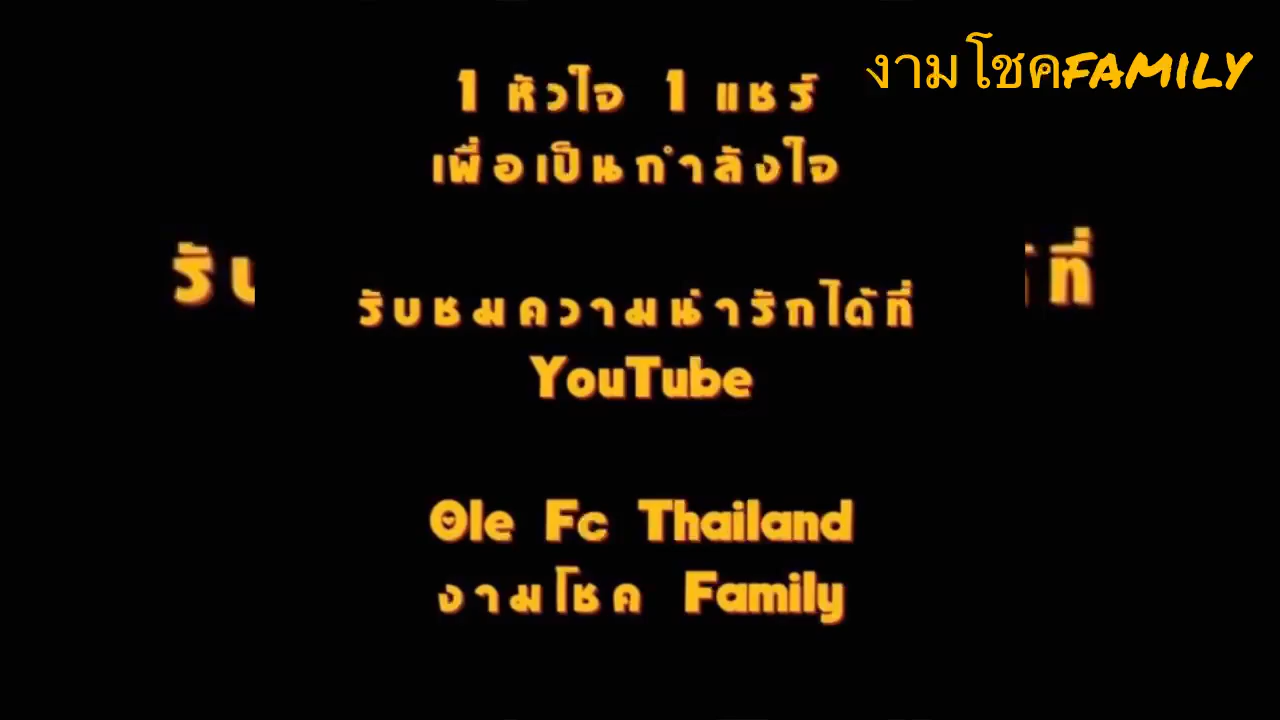 งามโชคFAMILY
1 หัวใจ 1 แชร์
เพื่อเป็นกำลังใจ
รับชมความน่ารักได้ที่
YouTube
Ole Fc Thailand
งามโชค Family